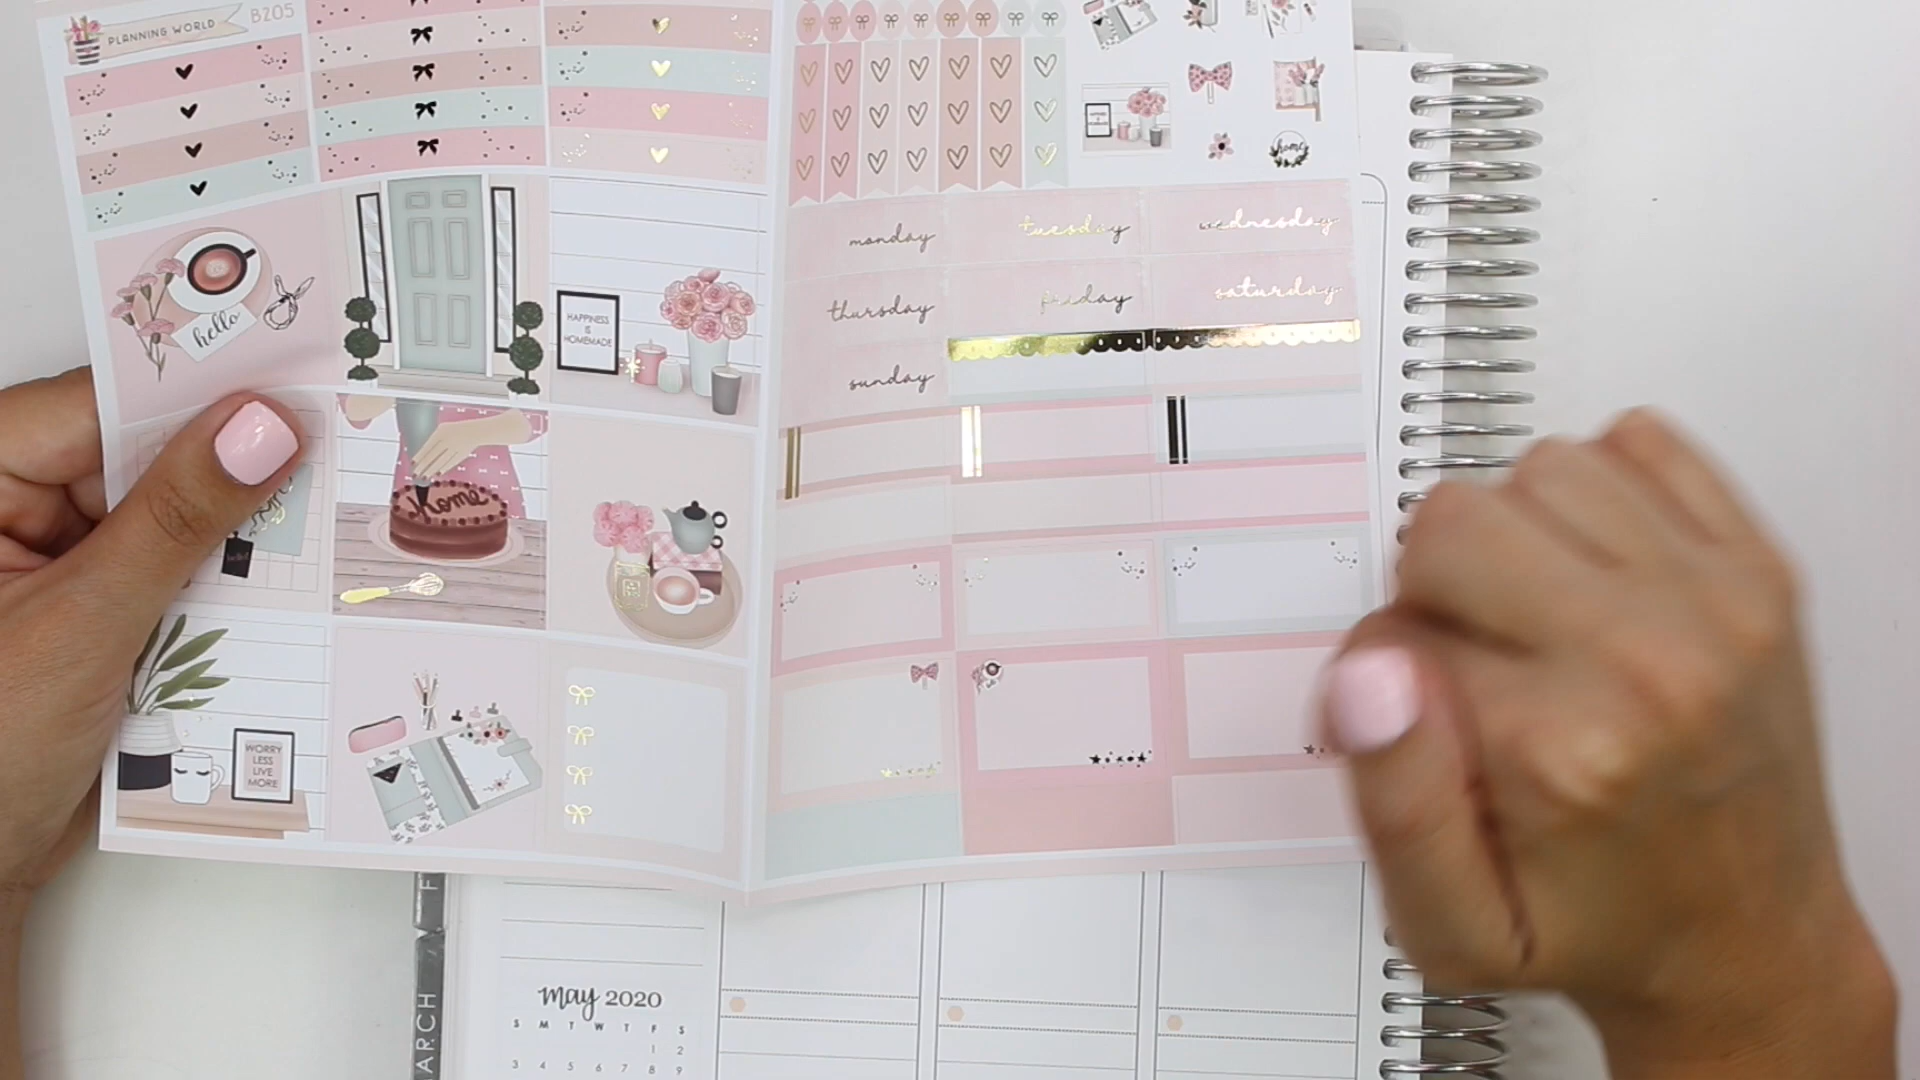 PLANNING WORLD B205
monday tuesday wednesday
thursday friday saturday
sunday
hello
HAPPINESS
IS
HOMEMADE
home
home
WORRY
LESS
LIVE
MORE
may 2020
S M T W T F S
1 2
3 4 5 6 7 8 9
F
MARCH